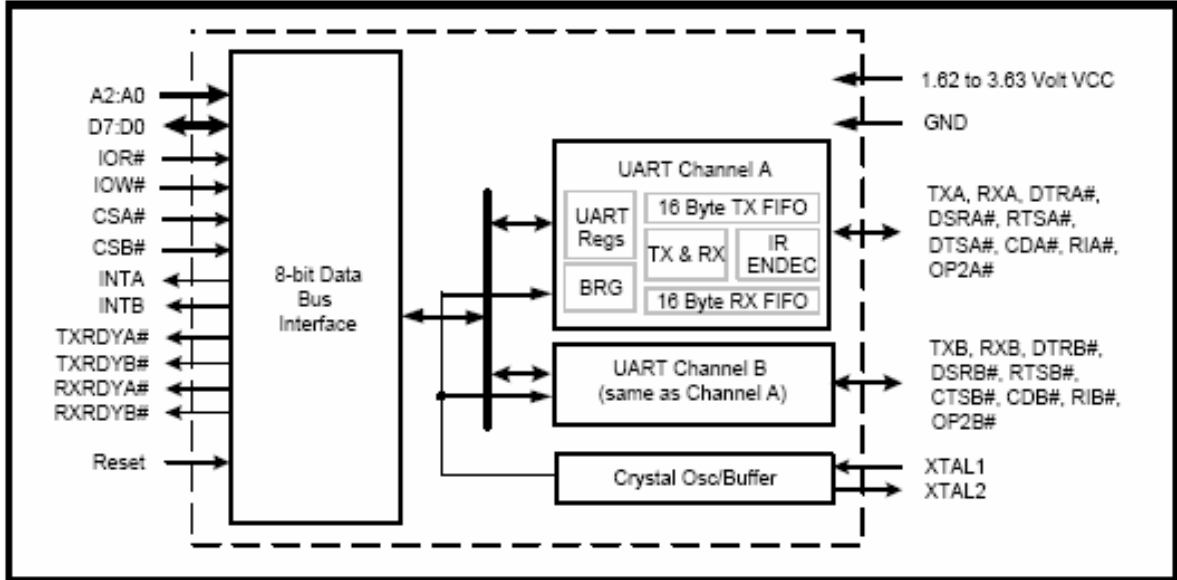 A2:A0
D7:D0
IOR#
IOW#
CSA#
CSB#
INTA
INTB
TXRDYA#
TXRDYB#
RXRDYA#
RXRDYB#
Reset
8-bit Data
Bus
Interface
UART Channel A
UART
Regs
BRG
16 Byte TX FIFO
TX & RX
IR
ENDEC
16 Byte RX FIFO
UART Channel B
(same as Channel A)
Crystal Osc/Buffer
1.62 to 3.63 Volt VCC
GND
TXA, RXA, DTRA#,
DSRA#, RTSA#,
DTSA#, CDA#, RIA#,
OP2A#
TXB, RXB, DTRB#,
DSRB#, RTSB#,
CTSB#, CDB#, RIB#,
OP2B#
XTAL1
XTAL2